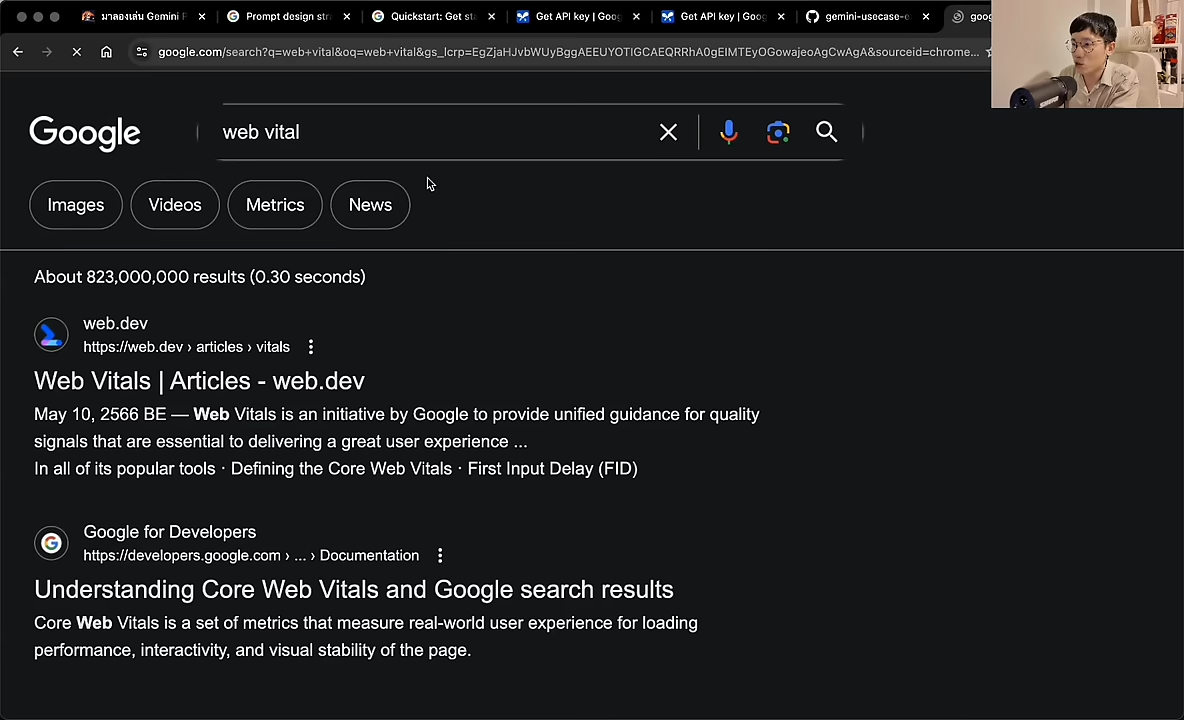 มาลองเล่น Gemini P
Prompt design str
Quickstart: Get sta
Get API key | Goog
Get API key | Goog
gemini-usecase-e
goog
google.com/search?q=web+vital&oq=web+vital&gs_lcrp=EgZjaHJvbWUyBggAEEUYOTIGCAEQRRhA0gEIMTEyOGowajeoAgCwAgA&sourceid=chrome...
Google
web vital
Images
Videos
Metrics
News
About 823,000,000 results (0.30 seconds)
web.dev
https://web.dev › articles › vitals
Web Vitals | Articles - web.dev
May 10, 2566 BE — Web Vitals is an initiative by Google to provide unified guidance for quality
signals that are essential to delivering a great user experience ...
In all of its popular tools · Defining the Core Web Vitals · First Input Delay (FID)
Google for Developers
https://developers.google.com › ... › Documentation
Understanding Core Web Vitals and Google search results
Core Web Vitals is a set of metrics that measure real-world user experience for loading
performance, interactivity, and visual stability of the page.